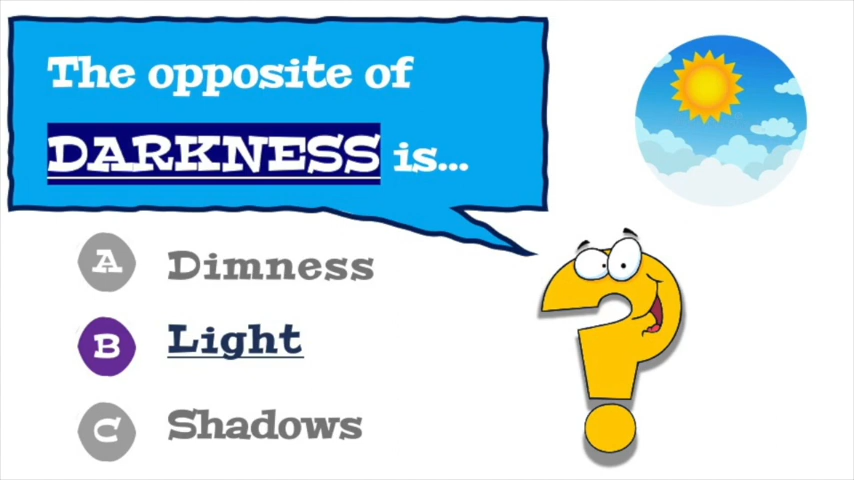 The opposite of
DARKNESS is...
A Dimness
B Light
C Shadows